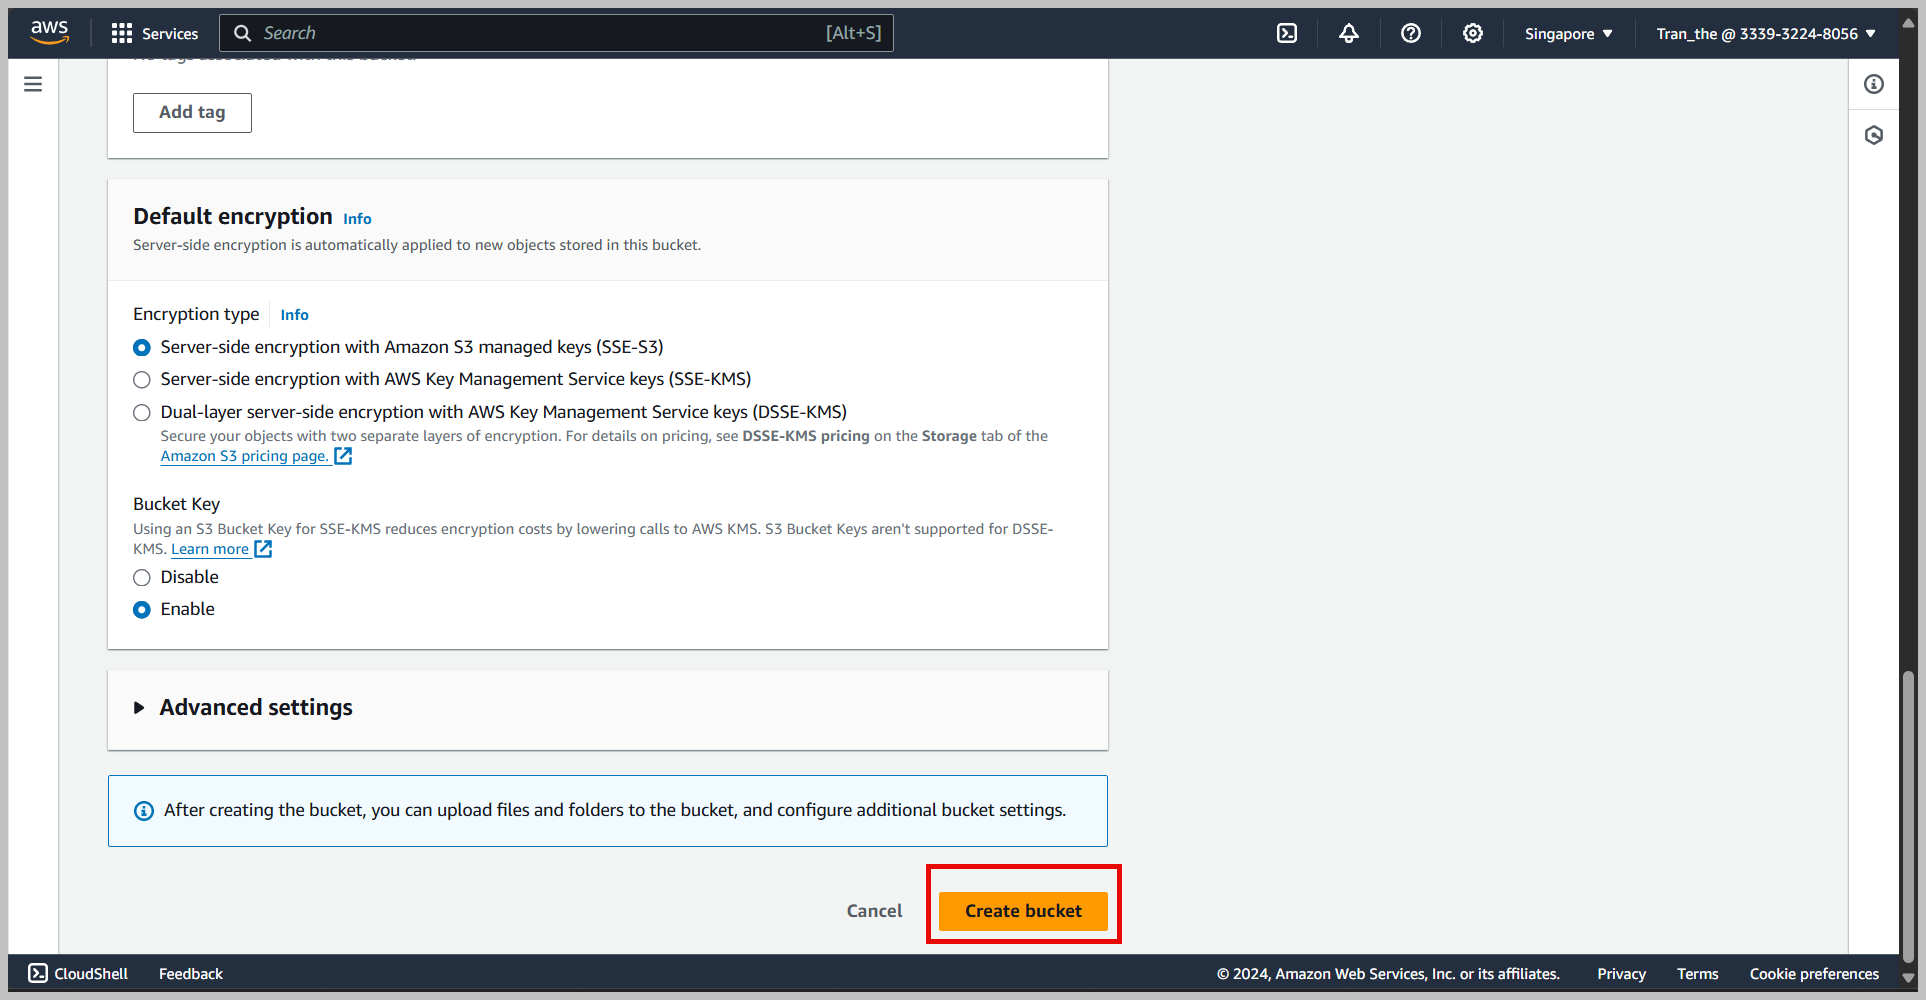 aws
Services
Search
[Alt+S]
Singapore
Tran_the @ 3339-3224-8056
No tags associated with this bucket.
Add tag
Default encryption Info
Server-side encryption is automatically applied to new objects stored in this bucket.
Encryption type Info
Server-side encryption with Amazon S3 managed keys (SSE-S3)
Server-side encryption with AWS Key Management Service keys (SSE-KMS)
Dual-layer server-side encryption with AWS Key Management Service keys (DSSE-KMS)
Secure your objects with two separate layers of encryption. For details on pricing, see DSSE-KMS pricing on the Storage tab of the
Amazon S3 pricing page.
Bucket Key
Using an S3 Bucket Key for SSE-KMS reduces encryption costs by lowering calls to AWS KMS. S3 Bucket Keys aren't supported for DSSE-
KMS. Learn more
Disable
Enable
Advanced settings
After creating the bucket, you can upload files and folders to the bucket, and configure additional bucket settings.
Cancel
Create bucket
CloudShell
Feedback
© 2024, Amazon Web Services, Inc. or its affiliates.
Privacy
Terms
Cookie preferences